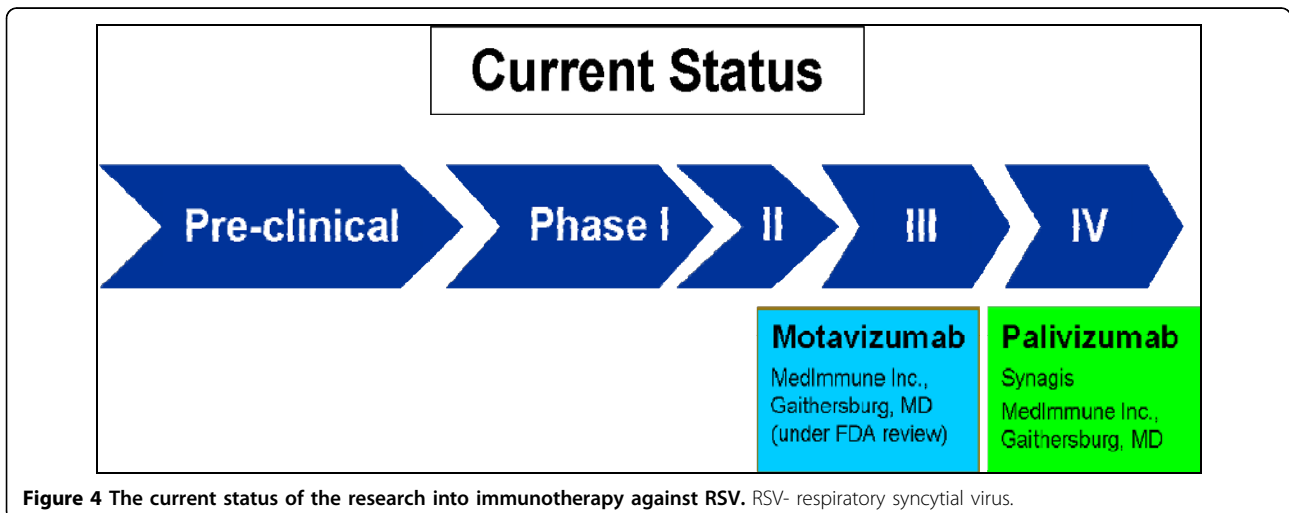 Current Status
Pre-clinical
Phase I
II
III
IV
Motavizumab
MedImmune Inc.,
Gaithersburg, MD
(under FDA review)
Palivizumab
Synagis
MedImmune Inc.,
Gaithersburg, MD
Figure 4 The current status of the research into immunotherapy against RSV. RSV- respiratory syncytial virus.